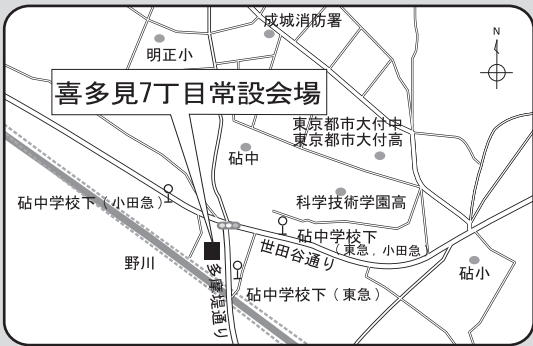 成城消防署
N
明正小
喜多見7丁目常設会場
東京都市大付中
東京都市大付高
砧中
砧中学校下（小田急）
科学技術学園高
砧中学校下
（東急，小田急）
世田谷通り
野川
砧小
多摩堤通り
砧中学校下（東急）